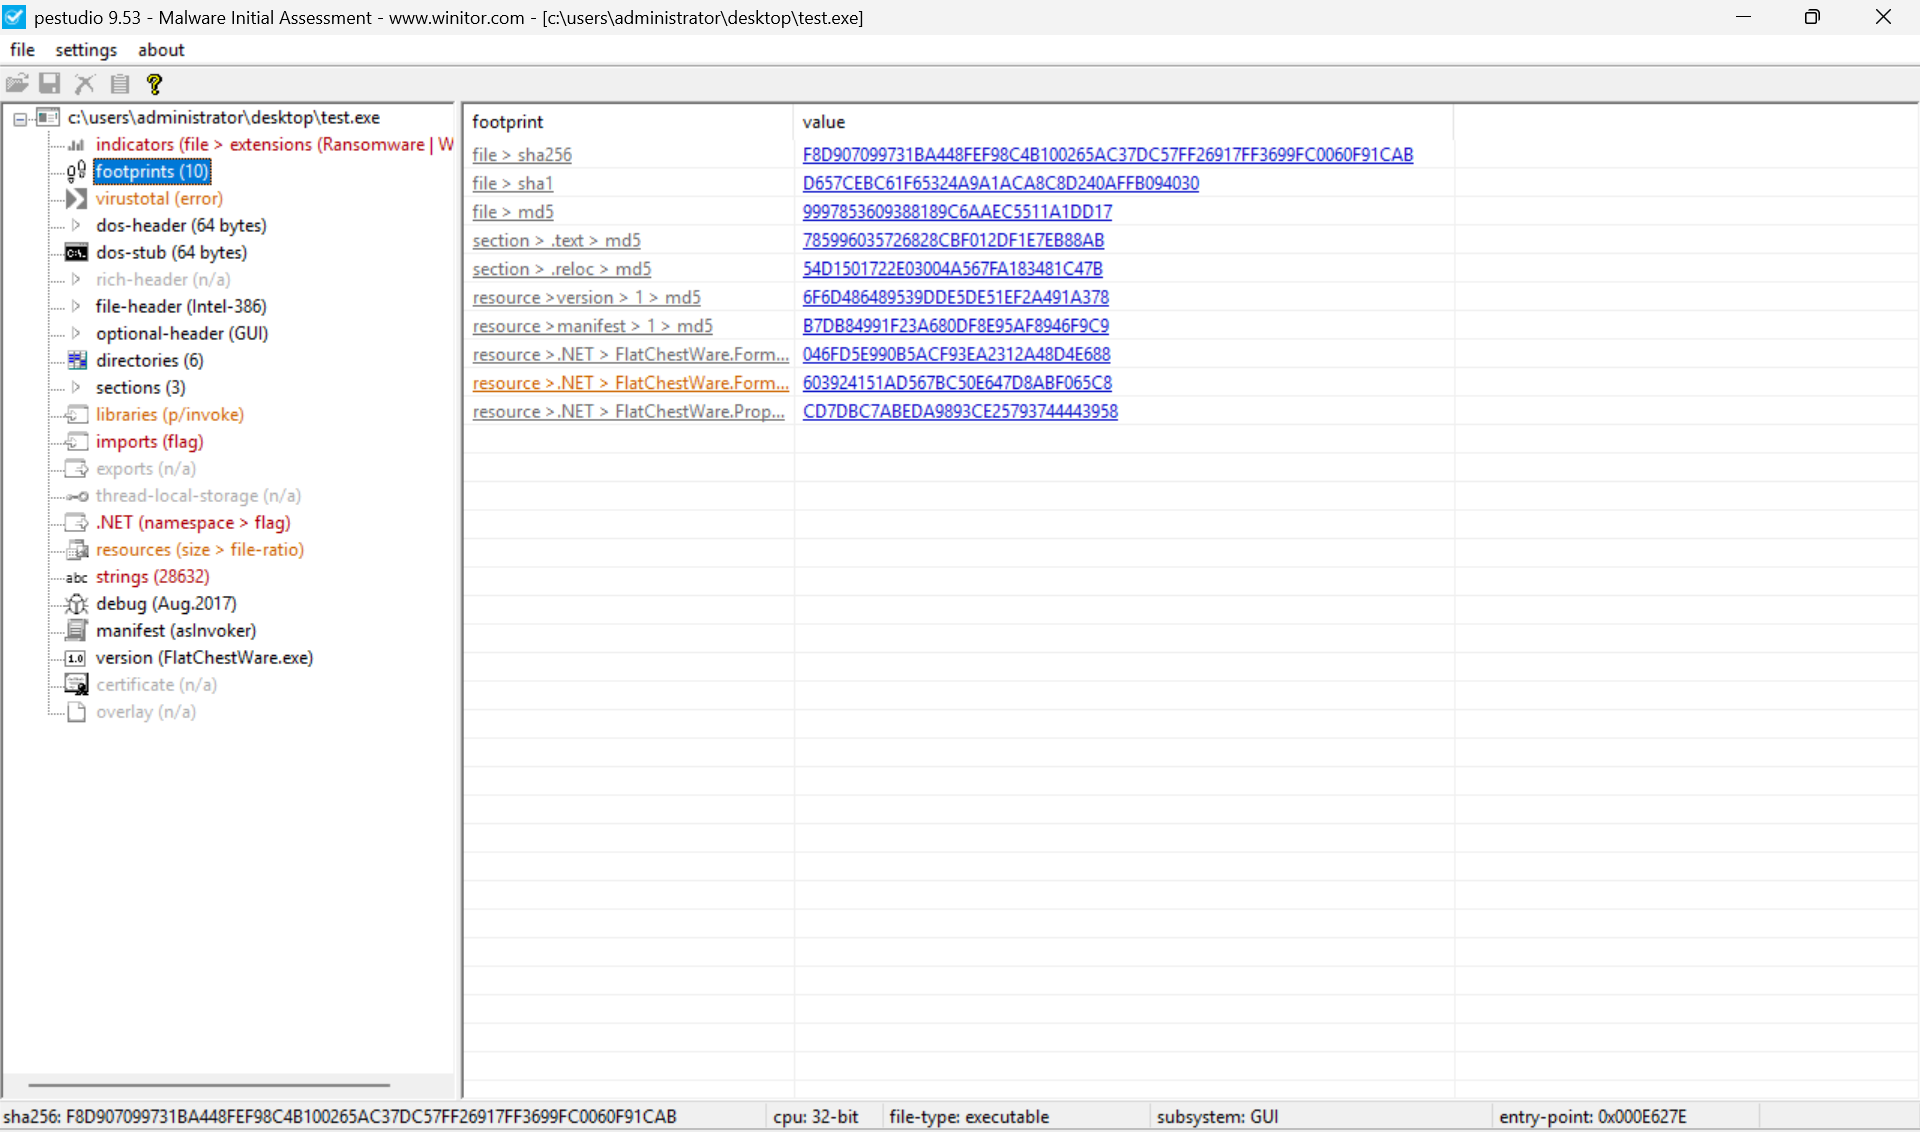 pestudio 9.53 - Malware Initial Assessment - www.winitor.com - [c:\users\administrator\desktop\test.exe]
file settings about
c:\users\administrator\desktop\test.exe
indicators (file > extensions (Ransomware | W
footprints (10)
virustotal (error)
dos-header (64 bytes)
dos-stub (64 bytes)
rich-header (n/a)
file-header (Intel-386)
optional-header (GUI)
directories (6)
sections (3)
libraries (p/invoke)
imports (flag)
exports (n/a)
thread-local-storage (n/a)
.NET (namespace > flag)
resources (size > file-ratio)
abc strings (28632)
debug (Aug.2017)
manifest (asInvoker)
1.0 version (FlatChestWare.exe)
certificate (n/a)
overlay (n/a)
footprint value
file > sha256 F8D907099731BA448FEF98C4B100265AC37DC57FF26917FF3699FC0060F91CAB
file > sha1 D657CEBC61F65324A9A1ACA8C8D240AFFB094030
file > md5 9997853609388189C6AAEC5511A1DD17
section > .text > md5 785996035726828CBF012DF1E7EB88AB
section > .reloc > md5 54D1501722E03004A567FA183481C47B
resource >version > 1 > md5 6F6D486489539DDE5DE51EF2A491A378
resource >manifest > 1 > md5 B7DB84991F23A680DF8E95AF8946F9C9
resource >.NET > FlatChestWare.Form... 046FD5E990B5ACF93EA2312A48D4E688
resource >.NET > FlatChestWare.Form... 603924151AD567BC50E647D8ABF065C8
resource >.NET > FlatChestWare.Prop... CD7DBC7ABEDA9893CE25793744443958
sha256: F8D907099731BA448FEF98C4B100265AC37DC57FF26917FF3699FC0060F91CAB cpu: 32-bit file-type: executable subsystem: GUI entry-point: 0x000E627E